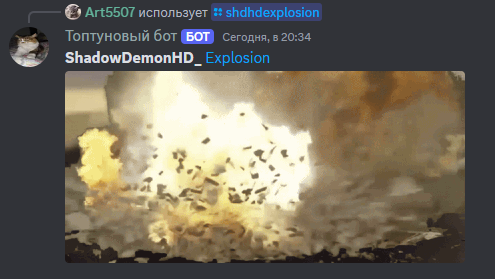 Art5507 использует shdhdexplosion
Топтуновый бот БОТ Сегодня, в 20:34
ShadowDemonHD_ Explosion